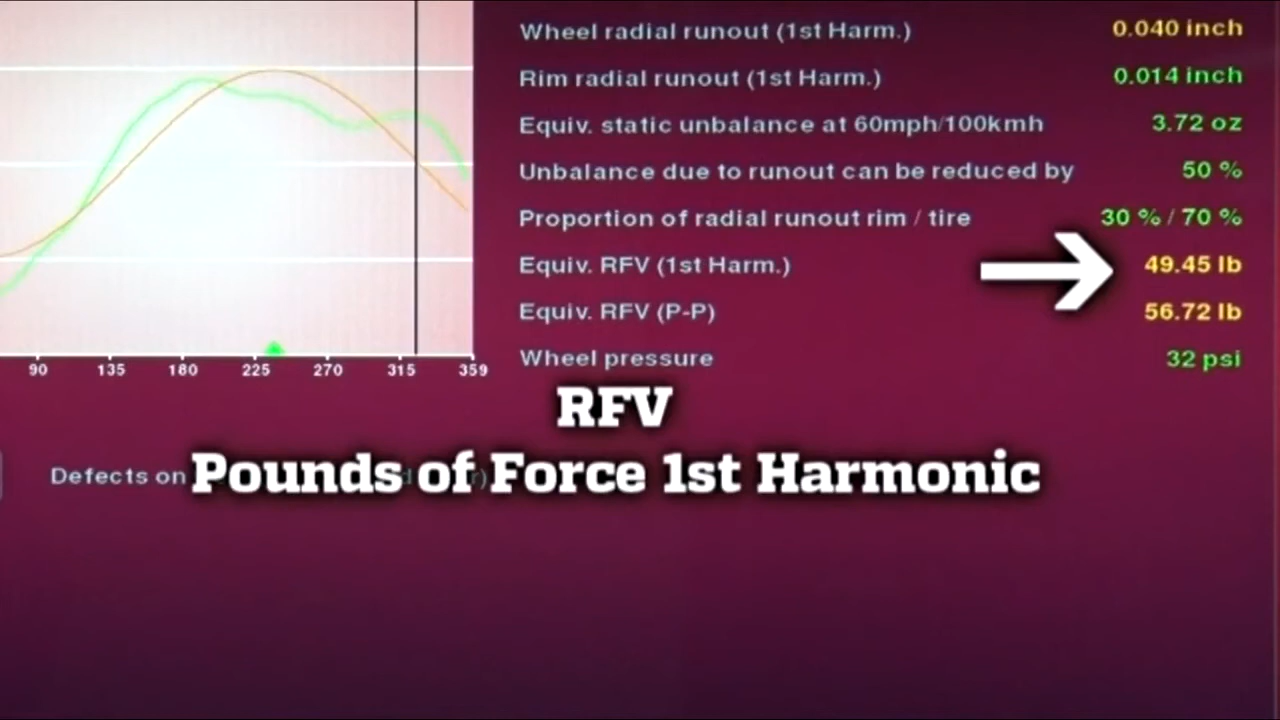 Wheel radial runout (1st Harm.) 0.040 inch
Rim radial runout (1st Harm.) 0.014 inch
Equiv. static unbalance at 60mph/100kmh 3.72 oz
Unbalance due to runout can be reduced by 50 %
Proportion of radial runout rim / tire 30 % / 70 %
Equiv. RFV (1st Harm.) 49.45 lb
Equiv. RFV (P-P) 56.72 lb
Wheel pressure 32 psi
90 135 180 225 270 315 359
RFV
Defects on
Pounds of Force 1st Harmonic